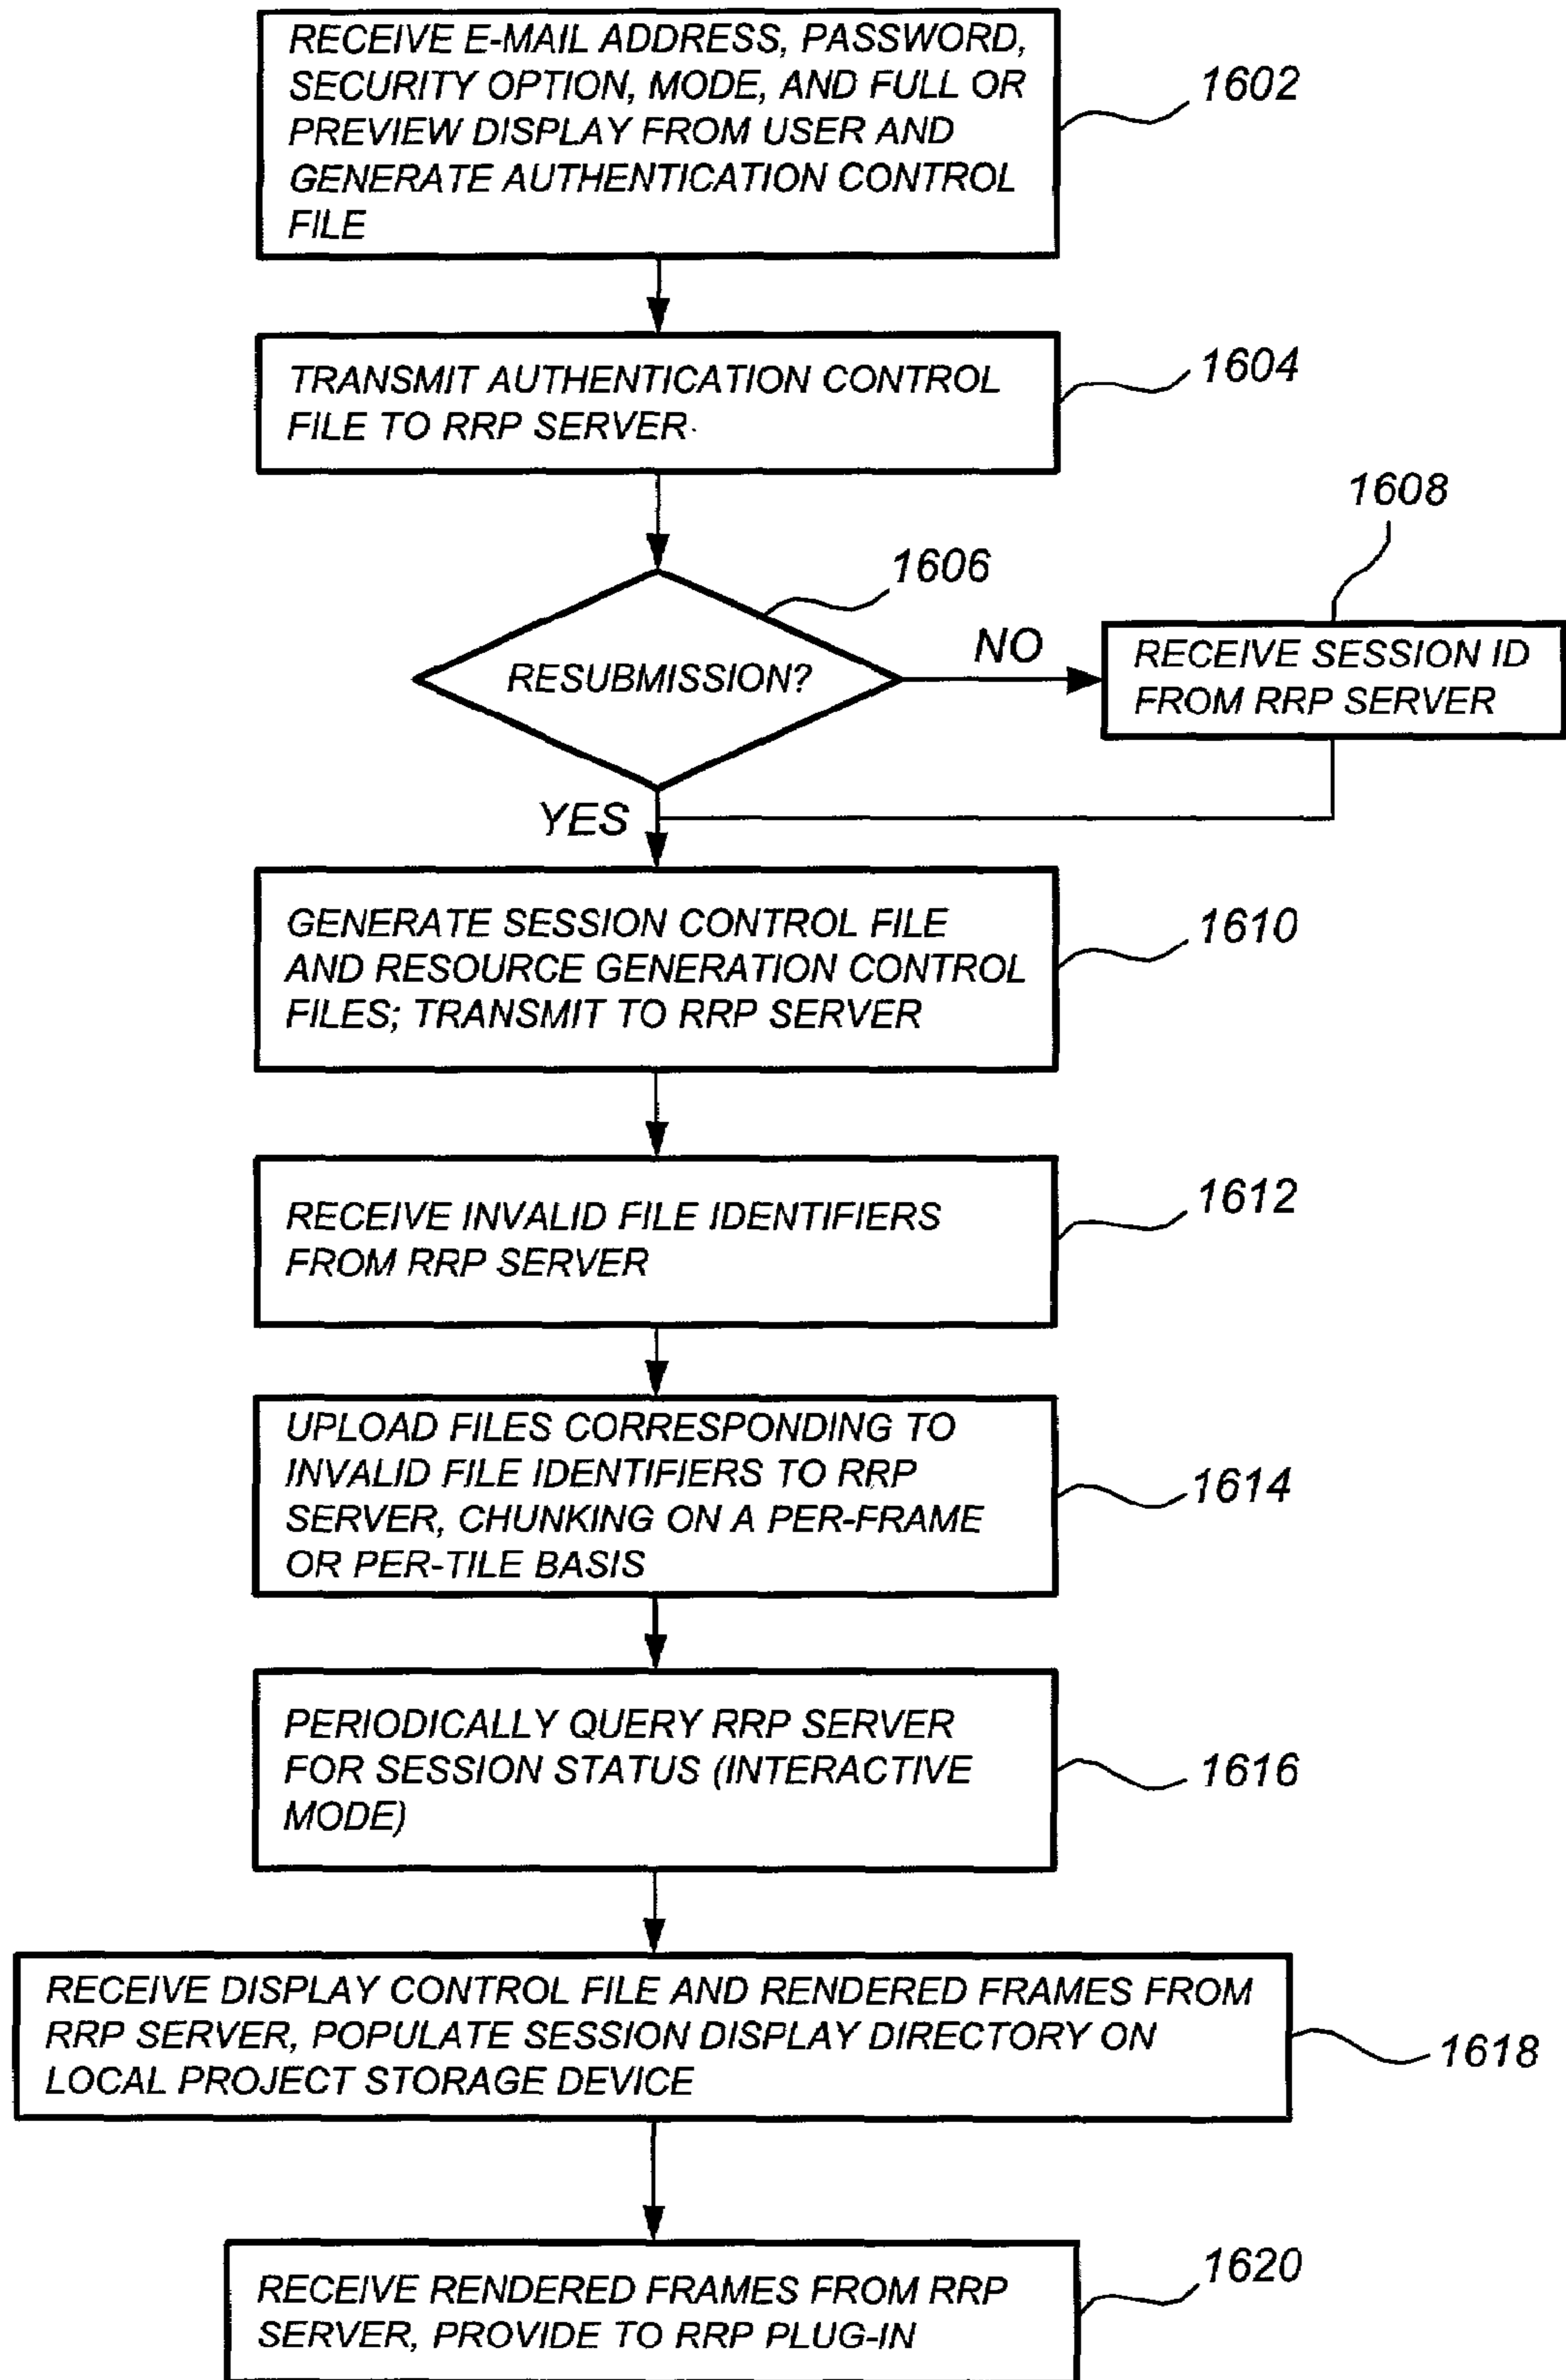 RECEIVE E-MAIL ADDRESS, PASSWORD,
SECURITY OPTION, MODE, AND FULL OR
PREVIEW DISPLAY FROM USER AND
GENERATE AUTHENTICATION CONTROL
FILE
1602
TRANSMIT AUTHENTICATION CONTROL
FILE TO RRP SERVER
1604
1608
1606
RESUBMISSION?
NO
RECEIVE SESSION ID
FROM RRP SERVER
YES
GENERATE SESSION CONTROL FILE
AND RESOURCE GENERATION CONTROL
FILES; TRANSMIT TO RRP SERVER
1610
RECEIVE INVALID FILE IDENTIFIERS
FROM RRP SERVER
1612
UPLOAD FILES CORRESPONDING TO
INVALID FILE IDENTIFIERS TO RRP
SERVER, CHUNKING ON A PER-FRAME
OR PER-TILE BASIS
1614
PERIODICALLY QUERY RRP SERVER
FOR SESSION STATUS (INTERACTIVE
MODE)
1616
RECEIVE DISPLAY CONTROL FILE AND RENDERED FRAMES FROM
RRP SERVER, POPULATE SESSION DISPLAY DIRECTORY ON
LOCAL PROJECT STORAGE DEVICE
1618
RECEIVE RENDERED FRAMES FROM RRP
SERVER, PROVIDE TO RRP PLUG-IN
1620